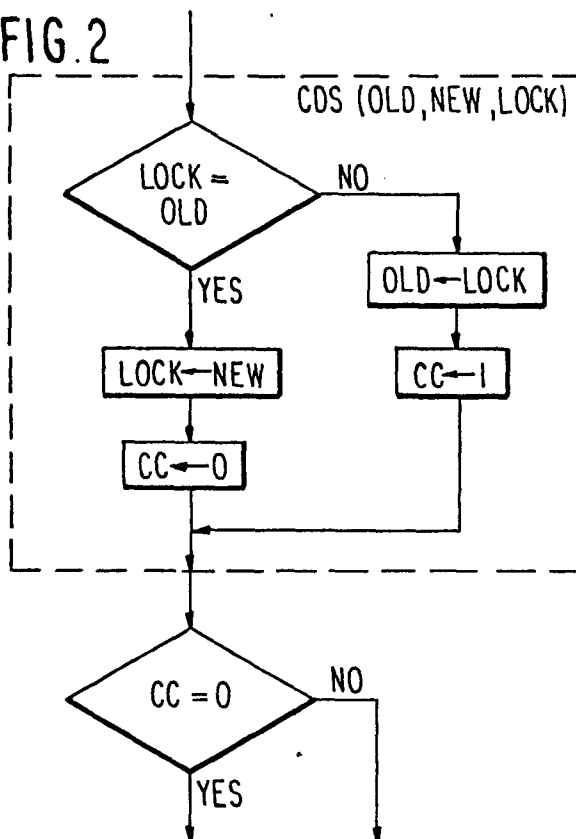 FIG.2
CDS (OLD,NEW,LOCK)
LOCK =
OLD
NO
YES
OLD←LOCK
LOCK←NEW
CC←1
CC←0
CC = 0
NO
YES